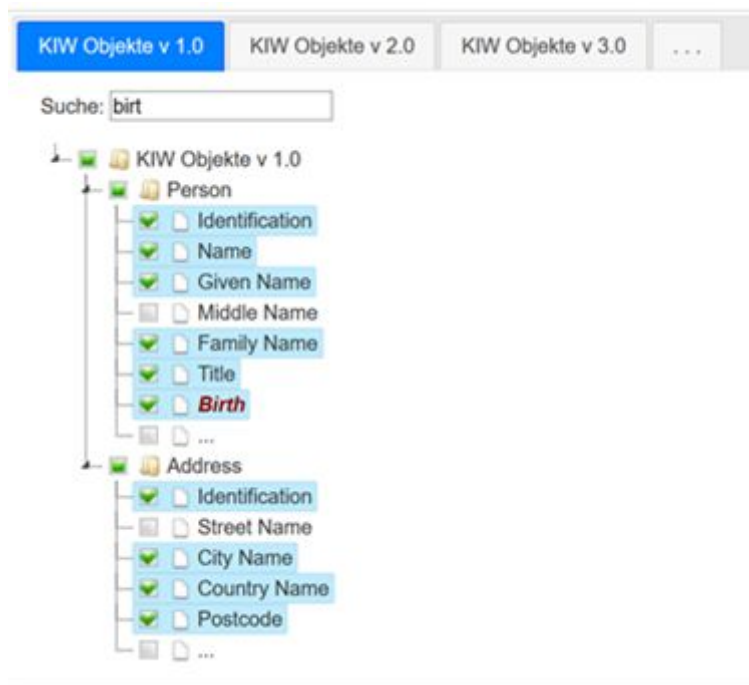 KIW Objekte v 1.0 KIW Objekte v 2.0 KIW Objekte v 3.0 ...
Suche: birt
KIW Objekte v 1.0
Person
Identification
Name
Given Name
Middle Name
Family Name
Title
Birth
...
Address
Identification
Street Name
City Name
Country Name
Postcode
...